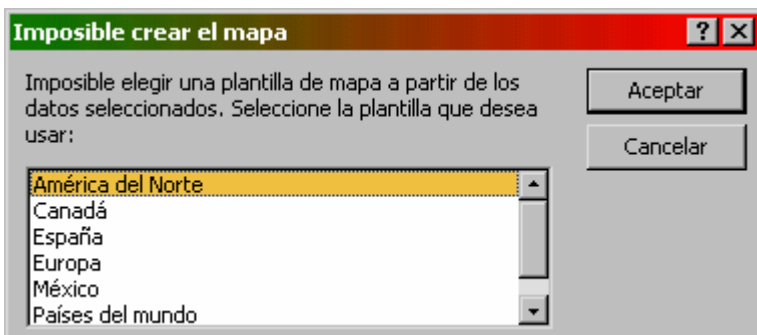 Imposible crear el mapa
Imposible elegir una plantilla de mapa a partir de los
datos seleccionados. Seleccione la plantilla que desea
usar:
Aceptar
Cancelar
América del Norte
Canadá
España
Europa
México
Países del mundo